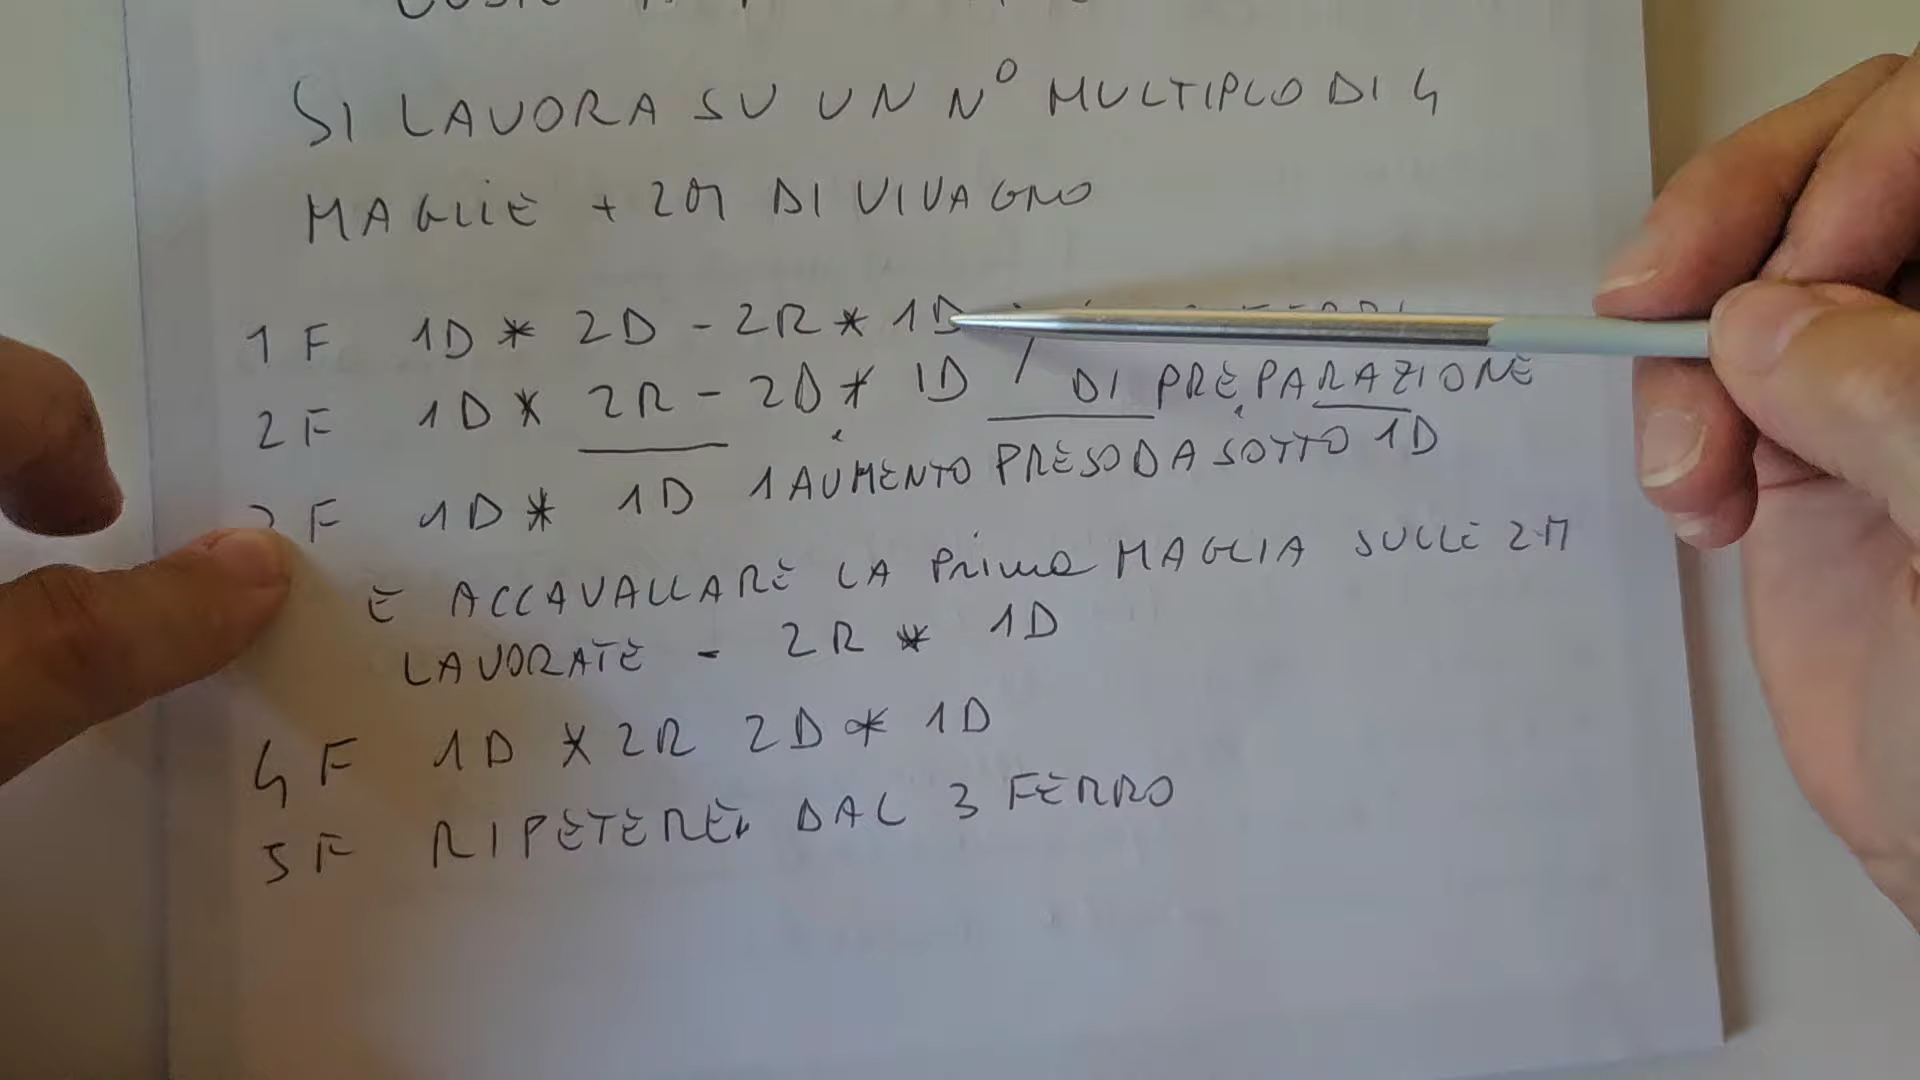 SI LAVORA SU UN N° MULTIPLO DI 4
MAGLIE + 2M DI VIVAGNO
1 F 1D * 2D - 2R * 1D
2 F 1D * 2R - 2D * 1D / DI PREPARAZIONE
F 1D * 1D 1 AUMENTO PRESO DA SOTTO 1D
E ACCAVALLARE LA Prima MAGLIA SULLE 2M
LAVORATE - 2R * 1D
4 F 1D * 2R 2D * 1D
5 F RIPETERE DAL 3 FERRO